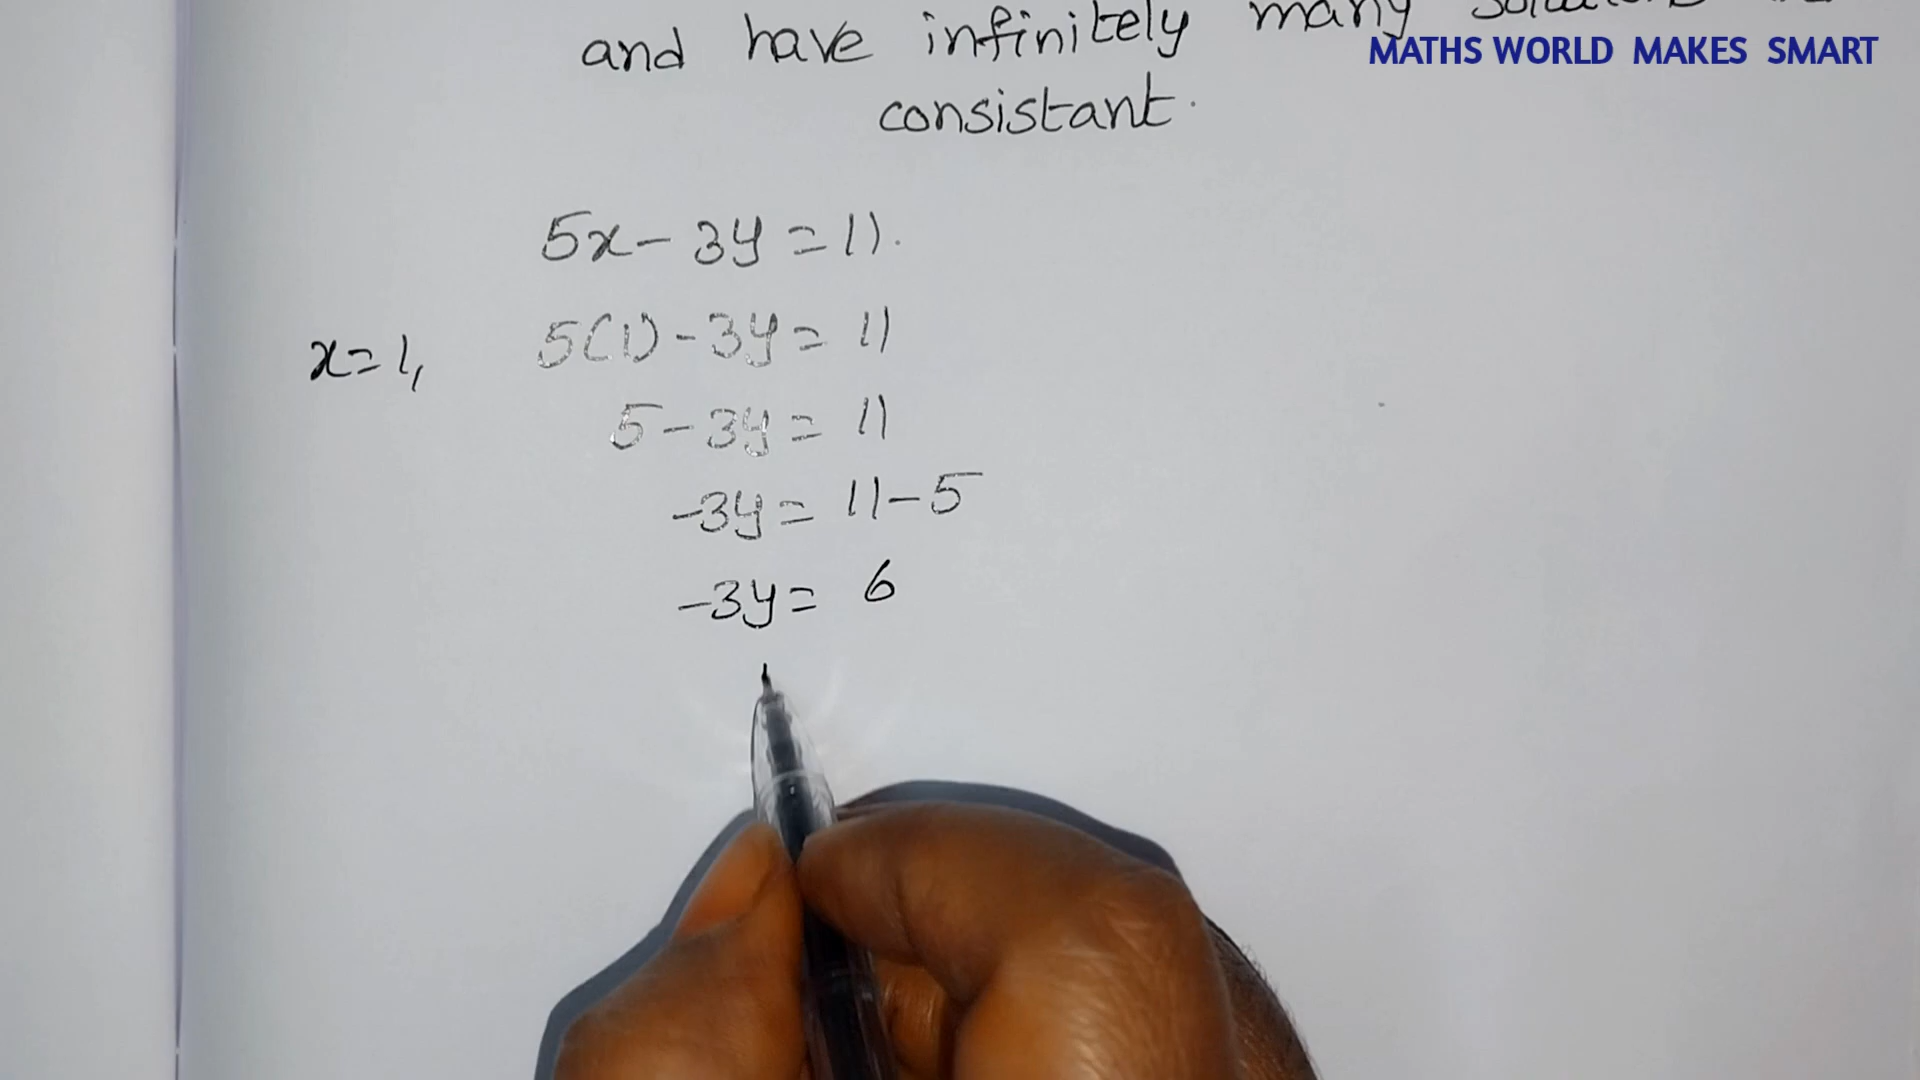 and have infinitely many
MATHS WORLD MAKES SMART
consistant.
5x - 3y = 11.
x = 1, 5(1) - 3y = 11
5 - 3y = 11
-3y = 11 - 5
-3y = 6